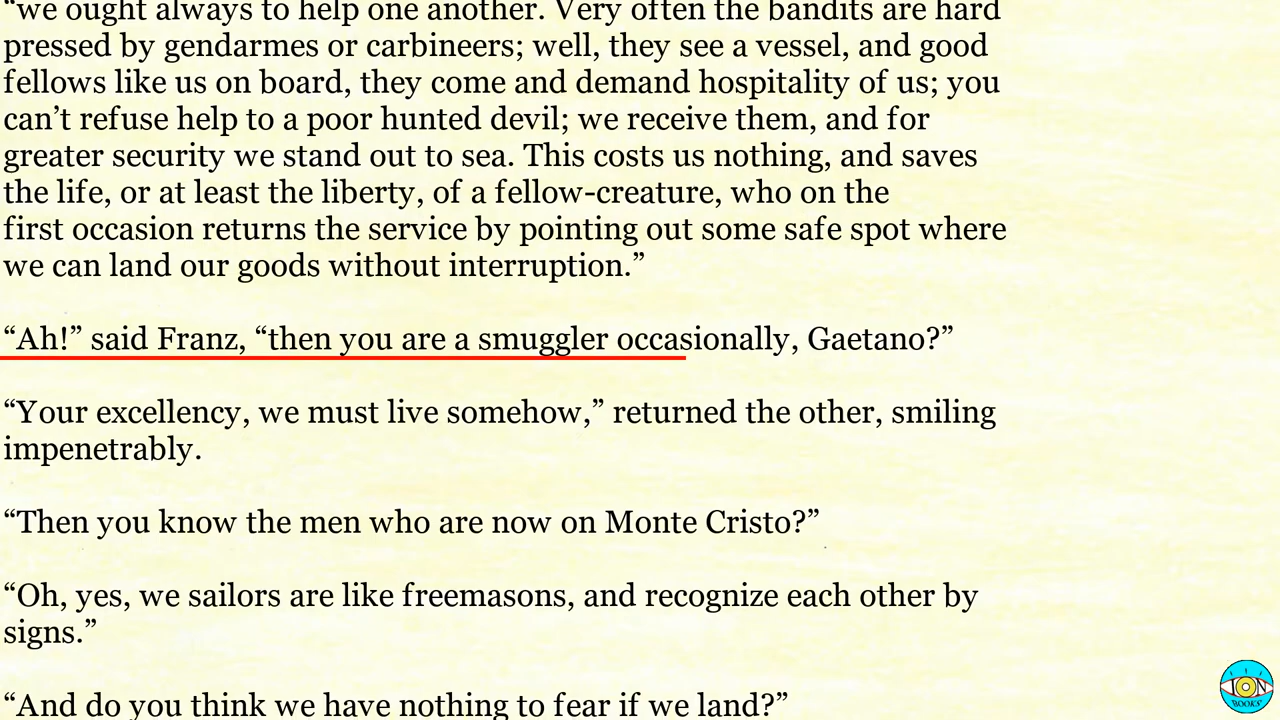 “we ought always to help one another. Very often the bandits are hard
pressed by gendarmes or carbineers; well, they see a vessel, and good
fellows like us on board, they come and demand hospitality of us; you
can’t refuse help to a poor hunted devil; we receive them, and for
greater security we stand out to sea. This costs us nothing, and saves
the life, or at least the liberty, of a fellow-creature, who on the
first occasion returns the service by pointing out some safe spot where
we can land our goods without interruption.”
“Ah!” said Franz, “then you are a smuggler occasionally, Gaetano?”
“Your excellency, we must live somehow,” returned the other, smiling
impenetrably.
“Then you know the men who are now on Monte Cristo?”
“Oh, yes, we sailors are like freemasons, and recognize each other by
signs.”
“And do you think we have nothing to fear if we land?”
ION
BOOKS